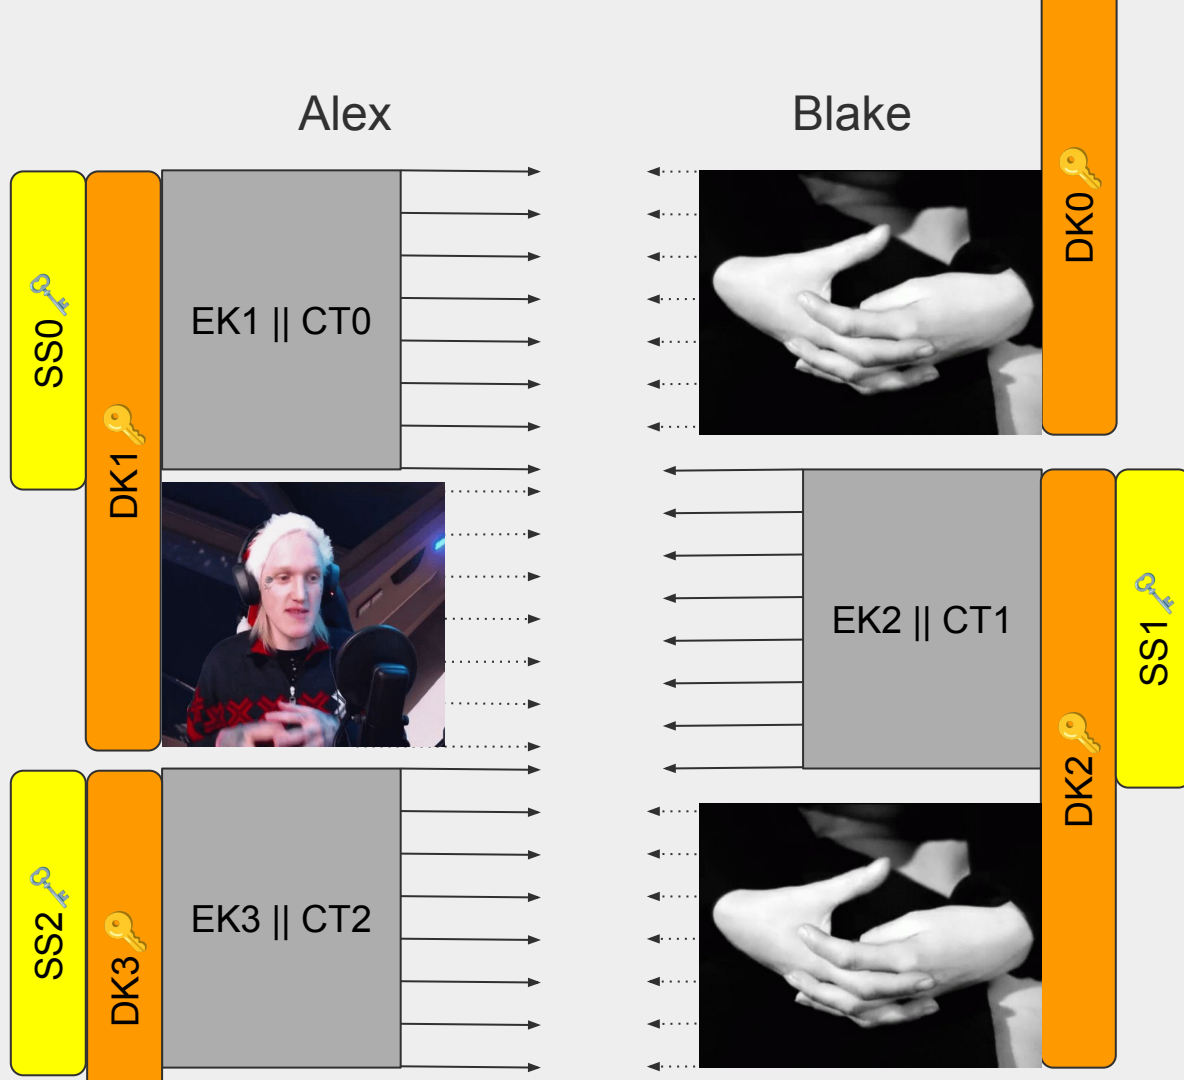 Alex
Blake
DK0
SS0
EK1 || CT0
DK1
EK2 || CT1
SS1
DK2
SS2
EK3 || CT2
DK3